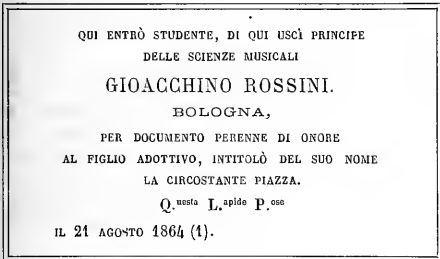 QUI ENTRÒ STUDENTE, DI QUI USCÌ PRINCIPE
DELLE SCIENZE MUSICALI
GIOACCHINO ROSSINI.
BOLOGNA,
PER DOCUMENTO PERENNE DI ONORE
AL FIGLIO ADOTTIVO, INTITOLÒ DEL SUO NOME
LA CIRCOSTANTE PIAZZA.
Q.uesta L.apide P.ose
IL 21 AGOSTO 1864 (1).